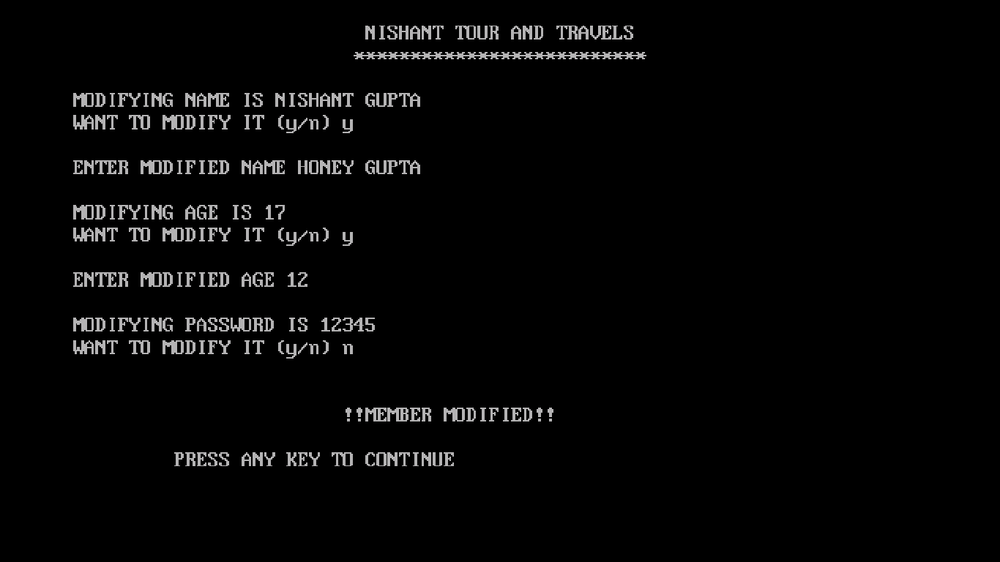 NISHANT TOUR AND TRAVELS
**************************
MODIFYING NAME IS NISHANT GUPTA
WANT TO MODIFY IT (y/n) y
ENTER MODIFIED NAME HONEY GUPTA
MODIFYING AGE IS 17
WANT TO MODIFY IT (y/n) y
ENTER MODIFIED AGE 12
MODIFYING PASSWORD IS 12345
WANT TO MODIFY IT (y/n) n
!!MEMBER MODIFIED!!
PRESS ANY KEY TO CONTINUE